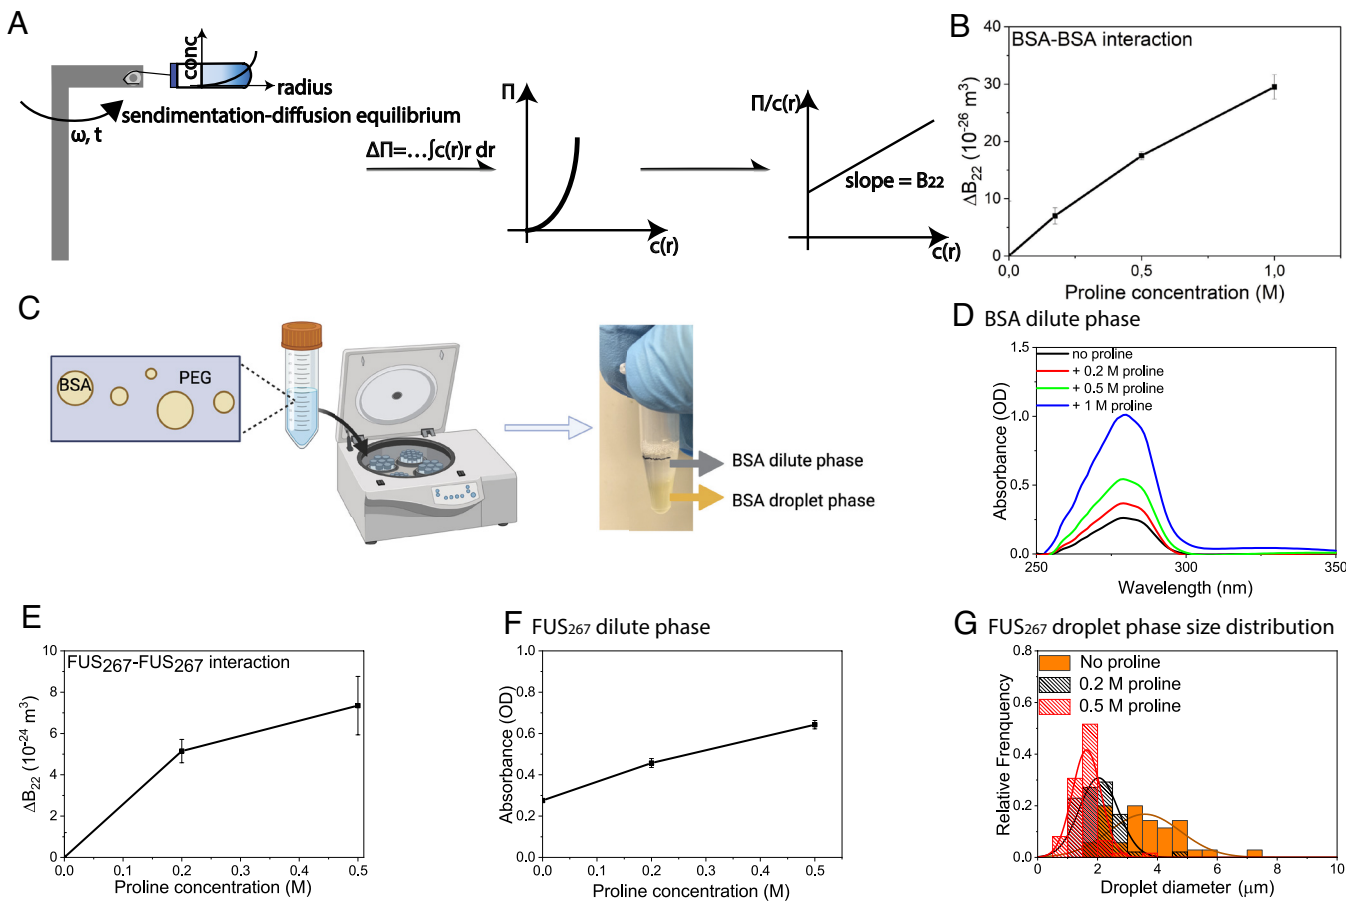 A
conc
radius
sendimentation-diffusion equilibrium
ω, t
ΔΠ=...∫c(r)r dr
Π
c(r)
Π/c(r)
slope = B22
c(r)
B
BSA-BSA interaction
ΔB22 (10-26 m3)
40
30
20
10
0
0,0
0,5
1,0
Proline concentration (M)
C
BSA
PEG
BSA dilute phase
BSA droplet phase
D BSA dilute phase
no proline
+ 0.2 M proline
+ 0.5 M proline
+ 1 M proline
Absorbance (OD)
1.5
1.0
0.5
0.0
250
300
350
Wavelength (nm)
E
FUS267-FUS267 interaction
ΔB22 (10-24 m3)
10
8
6
4
2
0
0.0
0.1
0.2
0.3
0.4
0.5
Proline concentration (M)
F FUS267 dilute phase
Absorbance (OD)
1.0
0.8
0.6
0.4
0.2
0.0
0.0
0.1
0.2
0.3
0.4
0.5
Proline concentration (M)
G FUS267 droplet phase size distribution
No proline
0.2 M proline
0.5 M proline
Relative Frenquency
0.8
0.6
0.4
0.2
0.0
0
2
4
6
8
10
Droplet diameter (μm)